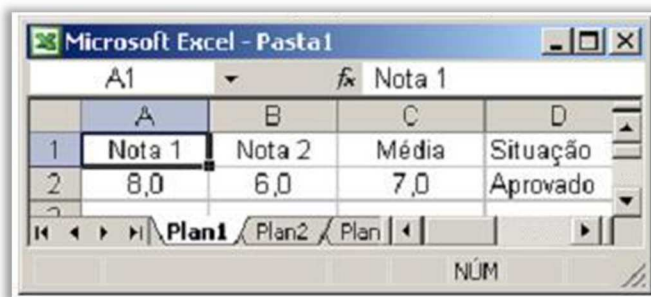 Microsoft Excel - Pasta1
A1 fx Nota 1
A B C D
1 Nota 1 Nota 2 Média Situação
2 8,0 6,0 7,0 Aprovado
Plan1 Plan2 Plan
NÚM